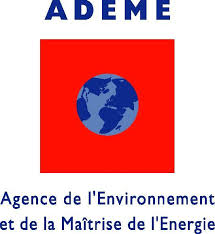 ADEME
Agence de l'Environnement
et de la Maîtrise de l'Energie